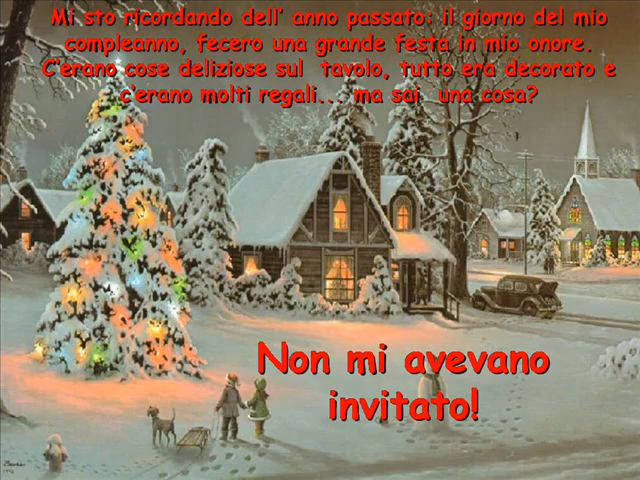 Mi sto ricordando dell' anno passato: il giorno del mio
compleanno, fecero una grande festa in mio onore.
C'erano cose deliziose sul tavolo, tutto era decorato e
c'erano molti regali... ma sai una cosa?
Non mi avevano
invitato!